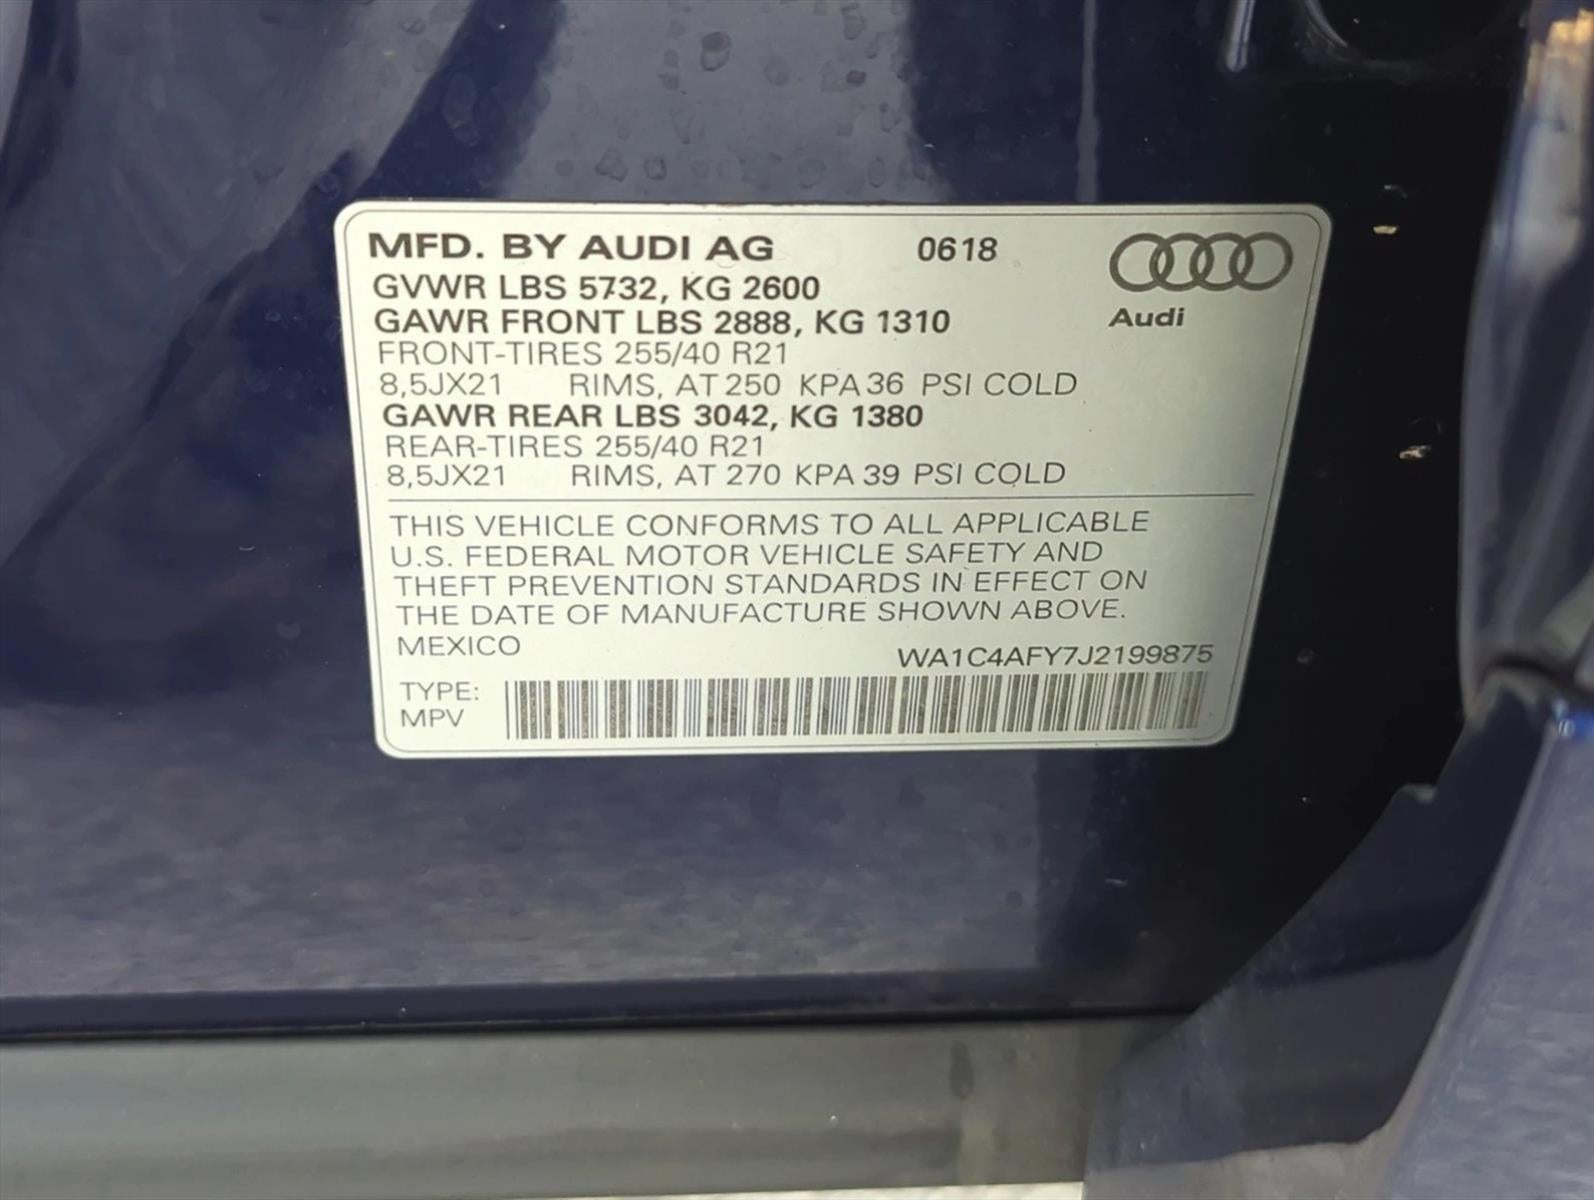 MFD. BY AUDI AG 0618
GVWR LBS 5732, KG 2600
GAWR FRONT LBS 2888, KG 1310
Audi
FRONT-TIRES 255/40 R21
8,5JX21 RIMS, AT 250 KPA 36 PSI COLD
GAWR REAR LBS 3042, KG 1380
REAR-TIRES 255/40 R21
8,5JX21 RIMS, AT 270 KPA 39 PSI COLD
THIS VEHICLE CONFORMS TO ALL APPLICABLE
U.S. FEDERAL MOTOR VEHICLE SAFETY AND
THEFT PREVENTION STANDARDS IN EFFECT ON
THE DATE OF MANUFACTURE SHOWN ABOVE.
MEXICO
WA1C4AFY7J2199875
TYPE:
MPV